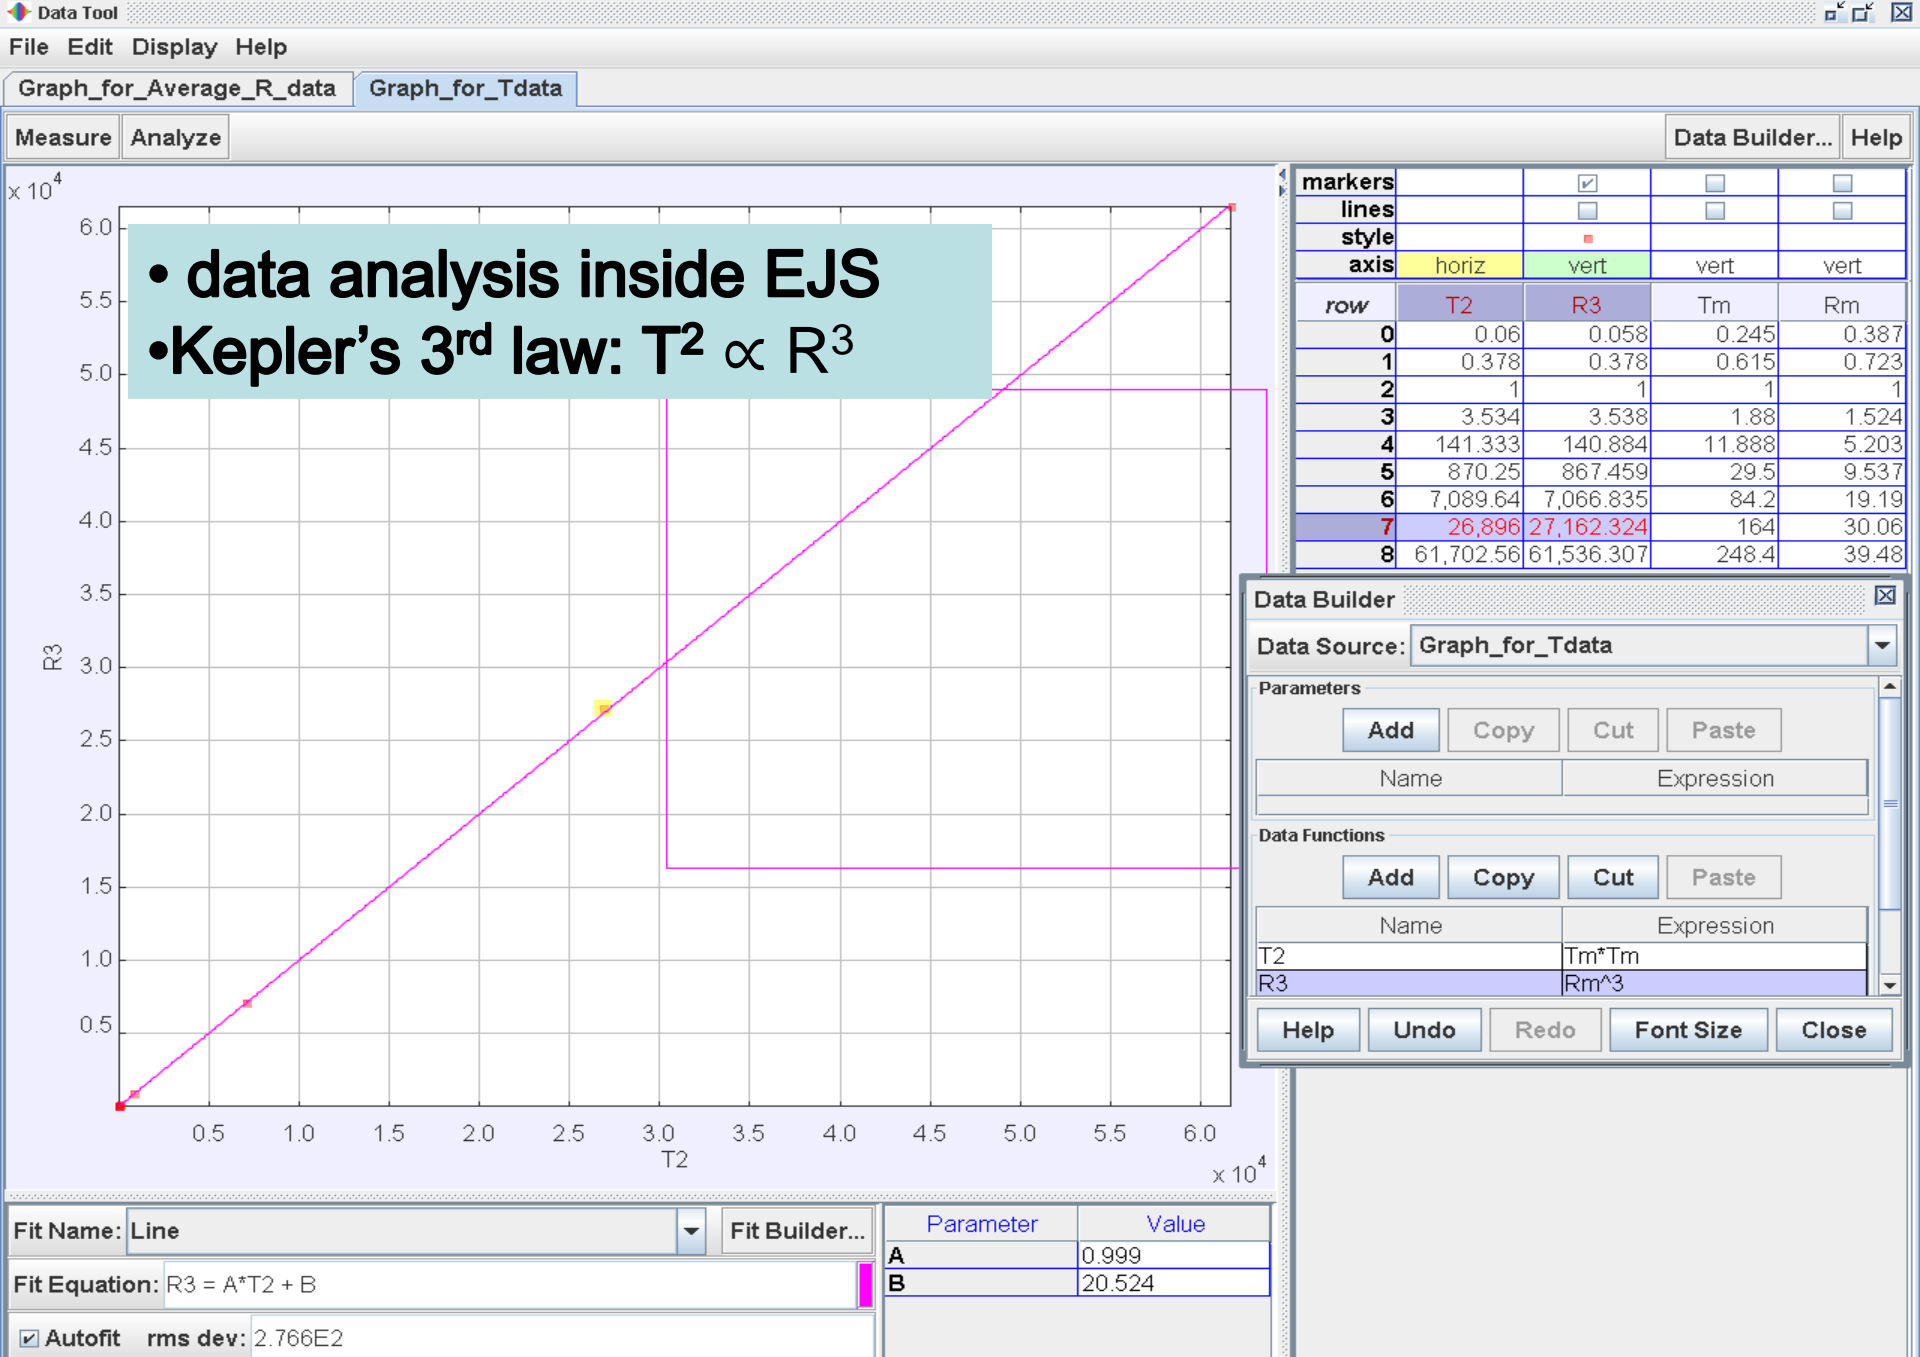 Data Tool
File Edit Display Help
Graph_for_Average_R_data Graph_for_Tdata
Measure Analyze Data Builder... Help
x 10^4
6.0
5.5
5.0
4.5
4.0
3.5
3.0
2.5
2.0
1.5
1.0
0.5
R3
• data analysis inside EJS
•Kepler's 3rd law: T² ∝ R³
0.5 1.0 1.5 2.0 2.5 3.0 3.5 4.0 4.5 5.0 5.5 6.0
T2
x 10^4
markers
lines
style
axis horiz vert vert vert
row T2 R3 Tm Rm
0 0.06 0.058 0.245 0.387
1 0.378 0.378 0.615 0.723
2 1 1 1 1
3 3.534 3.538 1.88 1.524
4 141.333 140.884 11.888 5.203
5 870.25 867.459 29.5 9.537
6 7,089.64 7,066.835 84.2 19.19
7 26,896 27,162.324 164 30.06
8 61,702.56 61,536.307 248.4 39.48
Data Builder
Data Source: Graph_for_Tdata
Parameters
Add Copy Cut Paste
Name Expression
Data Functions
Add Copy Cut Paste
Name Expression
T2 Tm*Tm
R3 Rm^3
Help Undo Redo Font Size Close
Fit Name: Line Fit Builder...
Fit Equation: R3 = A*T2 + B
Autofit rms dev: 2.766E2
Parameter Value
A 0.999
B 20.524